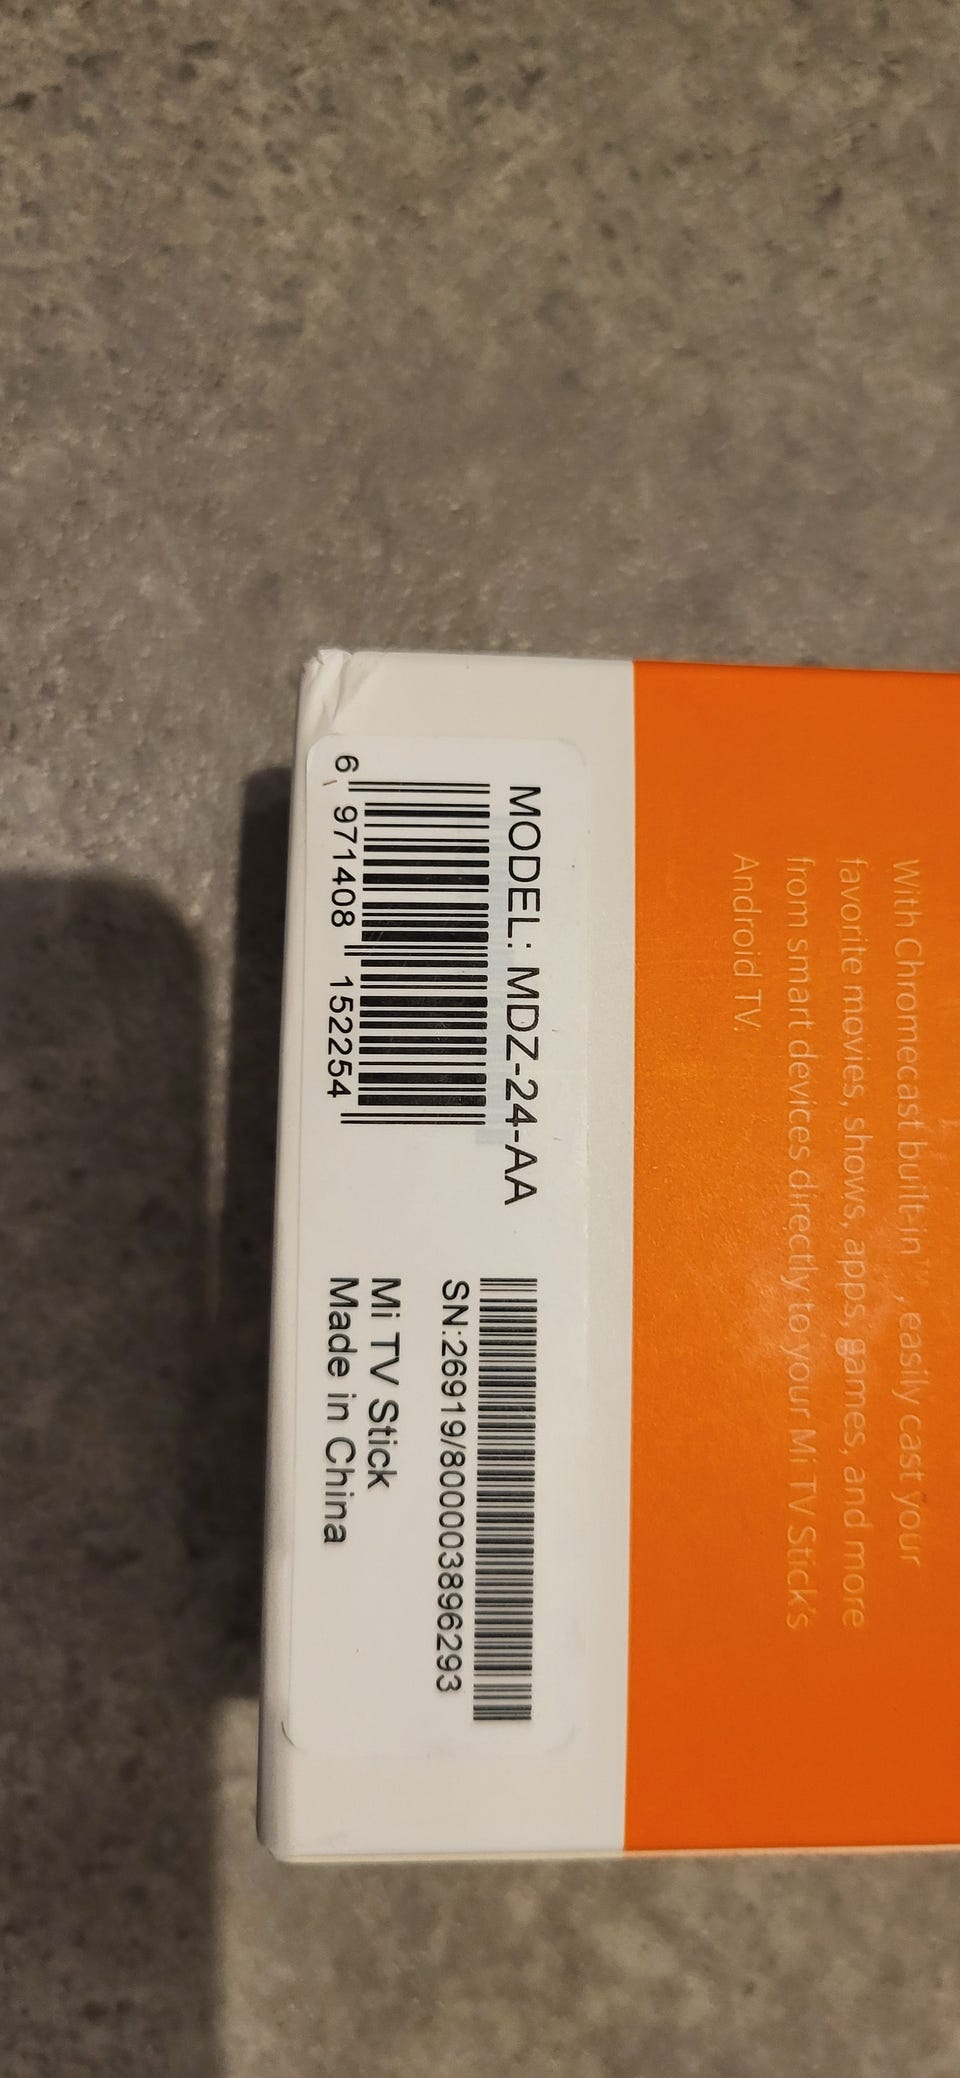 With Chromecast built-in™, easily cast your
favorite movies, shows, apps, games, and more
from smart devices directly to your Mi TV Stick's
Android TV.
MODEL: MDZ-24-AA
6 971408 152254
SN:26919/800003896293
Mi TV Stick
Made in China